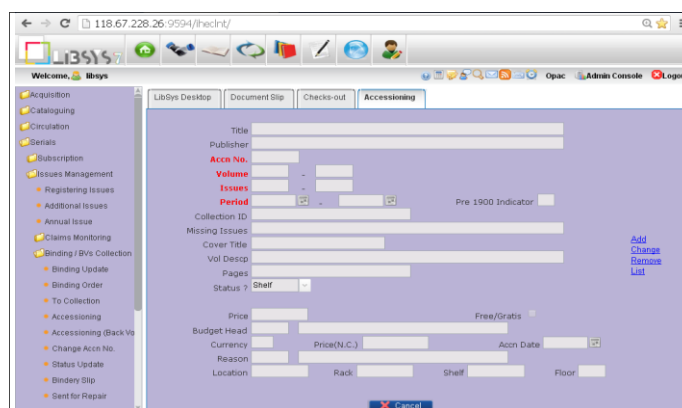 118.67.228.26:9594/lhecInt/
LIBSYS7
Welcome, libsys
Opac Admin Console Logo
Acquisition
Cataloguing
Circulation
Serials
Subscription
Issues Management
Registering Issues
Additional Issues
Annual Issue
Claims Monitoring
Binding / BVs Collection
Binding Update
Binding Order
To Collection
Accessioning
Accessioning (Back Vo
Change Accn No.
Status Update
Bindery Slip
Sent for Repair
LibSys Desktop Document Slip Checks-out Accessioning
Title
Publisher
Accn No.
Volume -
Issues -
Period - Pre 1900 Indicator
Collection ID
Missing Issues
Cover Title
Vol Descp
Pages
Status ? Shelf
Add
Change
Remove
List
Price Free/Gratis
Budget Head
Currency Price(N.C.) Accn Date
Reason
Location Rack Shelf Floor
Cancel